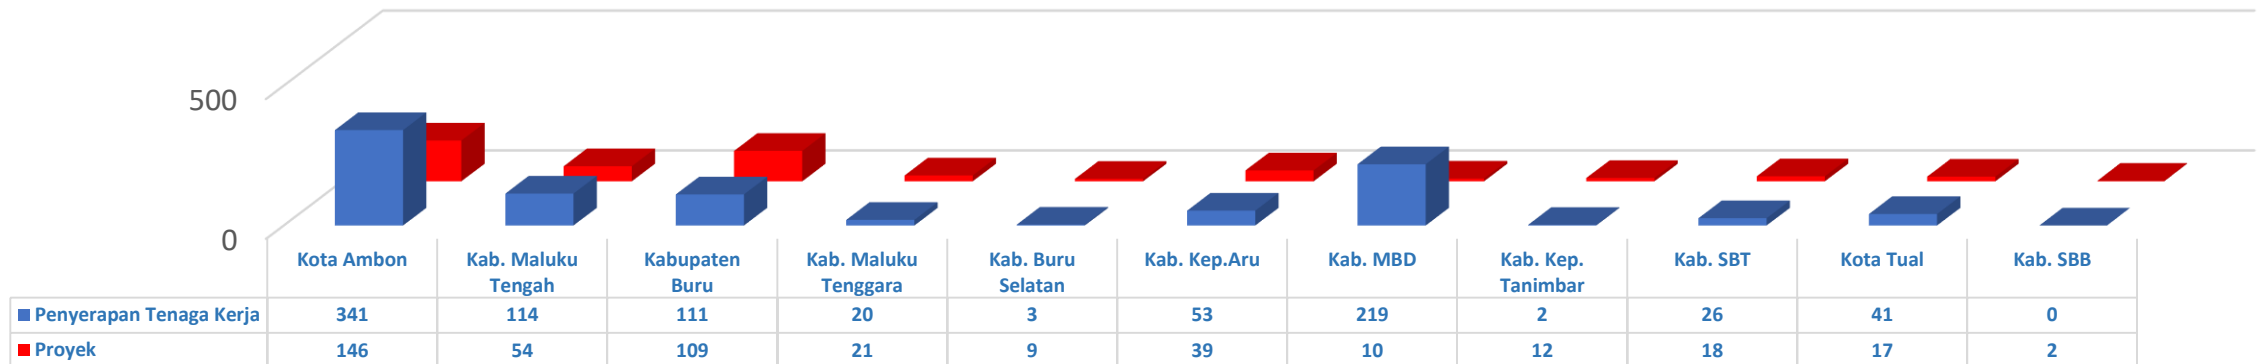 500
0
Kota Ambon
Kab. Maluku
Tengah
Kabupaten
Buru
Kab. Maluku
Tenggara
Kab. Buru
Selatan
Kab. Kep.Aru
Kab. MBD
Kab. Kep.
Tanimbar
Kab. SBT
Kota Tual
Kab. SBB
Penyerapan Tenaga Kerja 341 114 111 20 3 53 219 2 26 41 0
Proyek 146 54 109 21 9 39 10 12 18 17 2